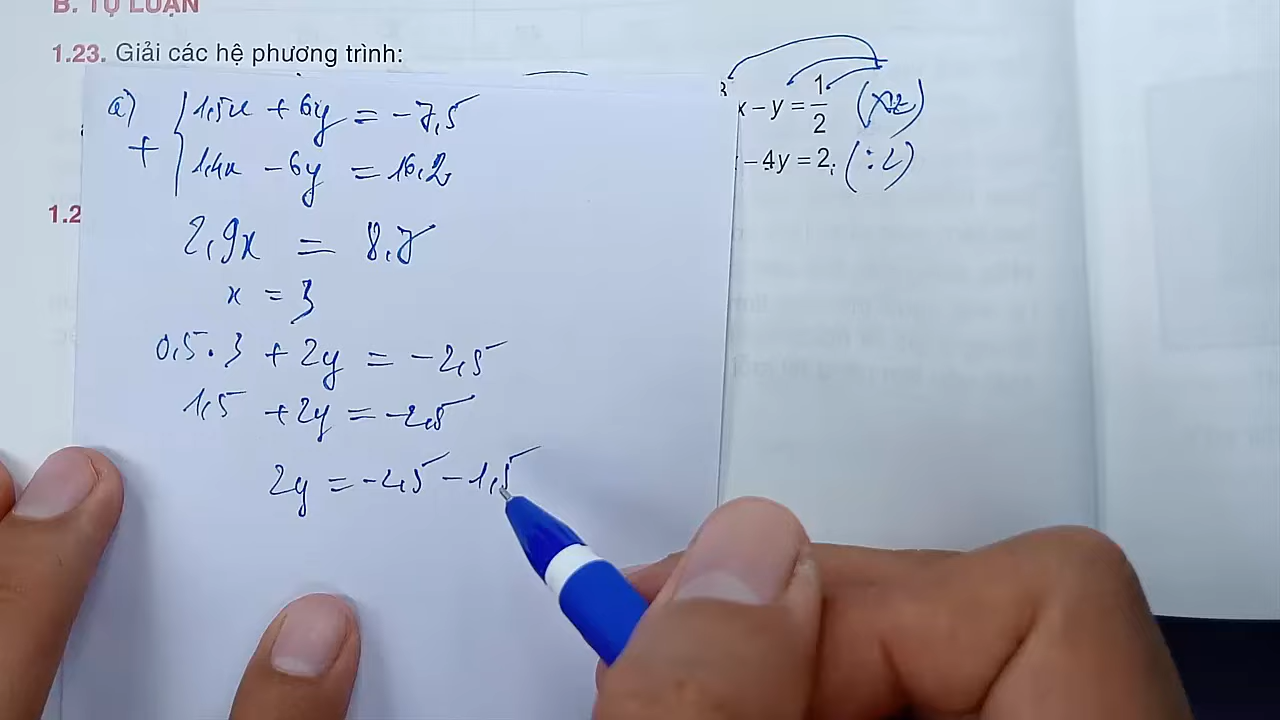 B. TỰ LUẬN
1.23. Giải các hệ phương trình:
a) 1,5x + 6y = -7,5
+ 1,4x - 6y = 16,2
2,9x = 8,7
x = 3
0,5 . 3 + 2y = -2,5
1,5 + 2y = -2,5
2y = -2,5 - 1,5
x - y = 1/2 (x2)
- 4y = 2, (:2)
1.2